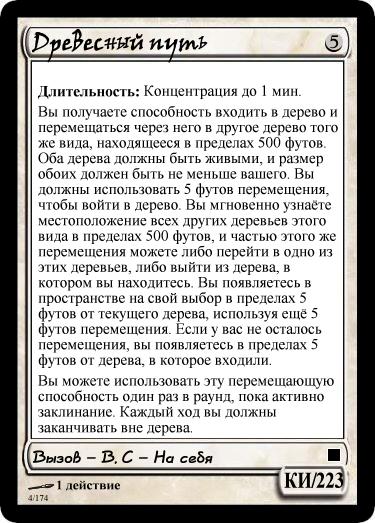 Древесный путь
5
Длительность: Концентрация до 1 мин.
Вы получаете способность входить в дерево и
перемещаться через него в другое дерево того
же вида, находящееся в пределах 500 футов.
Оба дерева должны быть живыми, и размер
обоих должен быть не меньше вашего. Вы
должны использовать 5 футов перемещения,
чтобы войти в дерево. Вы мгновенно узнаёте
местоположение всех других деревьев этого
вида в пределах 500 футов, и частью этого же
перемещения можете либо перейти в одно из
этих деревьев, либо выйти из дерева, в
котором вы находитесь. Вы появляетесь в
пространстве на свой выбор в пределах 5
футов от текущего дерева, используя ещё 5
футов перемещения. Если у вас не осталось
перемещения, вы появляетесь в пределах 5
футов от дерева, в которое входили.
Вы можете использовать эту перемещающую
способность один раз в раунд, пока активно
заклинание. Каждый ход вы должны
заканчивать вне дерева.
Вызов – В, С – На себя
1 действие
КИ/223
4/174